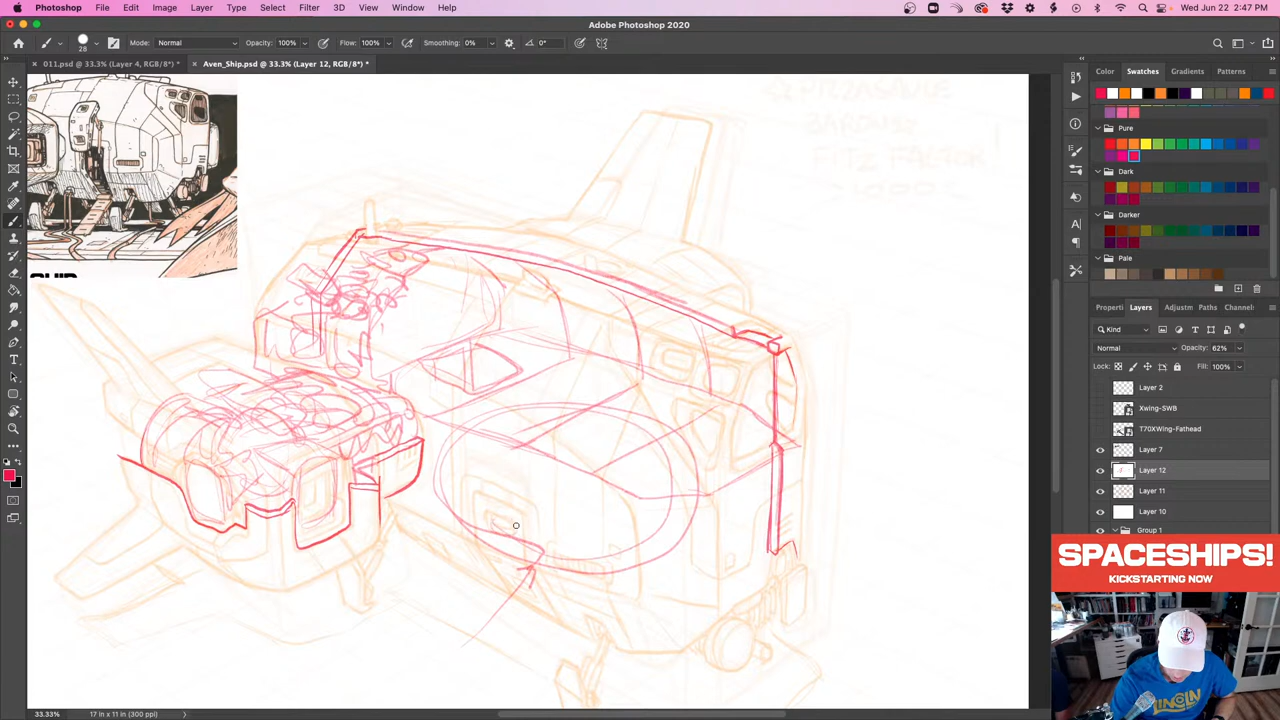 Photoshop File Edit Image Layer Type Select Filter 3D View Window Help Wed Jun 22 2:47 PM
Adobe Photoshop 2020
28 Mode: Normal Opacity: 100% Flow: 100% Smoothing: 0% 0°
011.psd @ 33.3% (Layer 4, RGB/8*) * Aven_Ship.psd @ 33.3% (Layer 12, RGB/8*) *
Color Swatches Gradients Patterns
Pure
Dark
Darker
Pale
Properti Layers Adjustm Paths Channel
Kind
Normal Opacity: 62%
Lock: Fill: 100%
Layer 2
Xwing-SWB
T70XWing-Fathead
Layer 7
Layer 12
Layer 11
Layer 10
Group 1
SPACESHIPS!
KICKSTARTING NOW
LINCOLN
33.33% 17 in x 11 in (300 ppi)